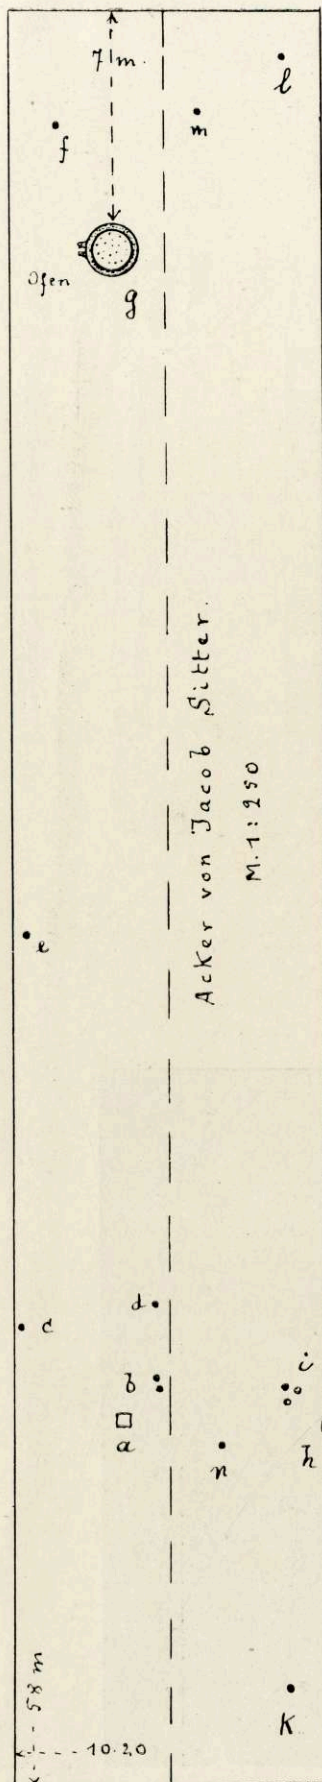 7 m.
l
m
f
Ofen
g
Acker von Jacob Sitter.
M. 1:250
e
d
c
i
b
a
n
h
58 m
K
10.20